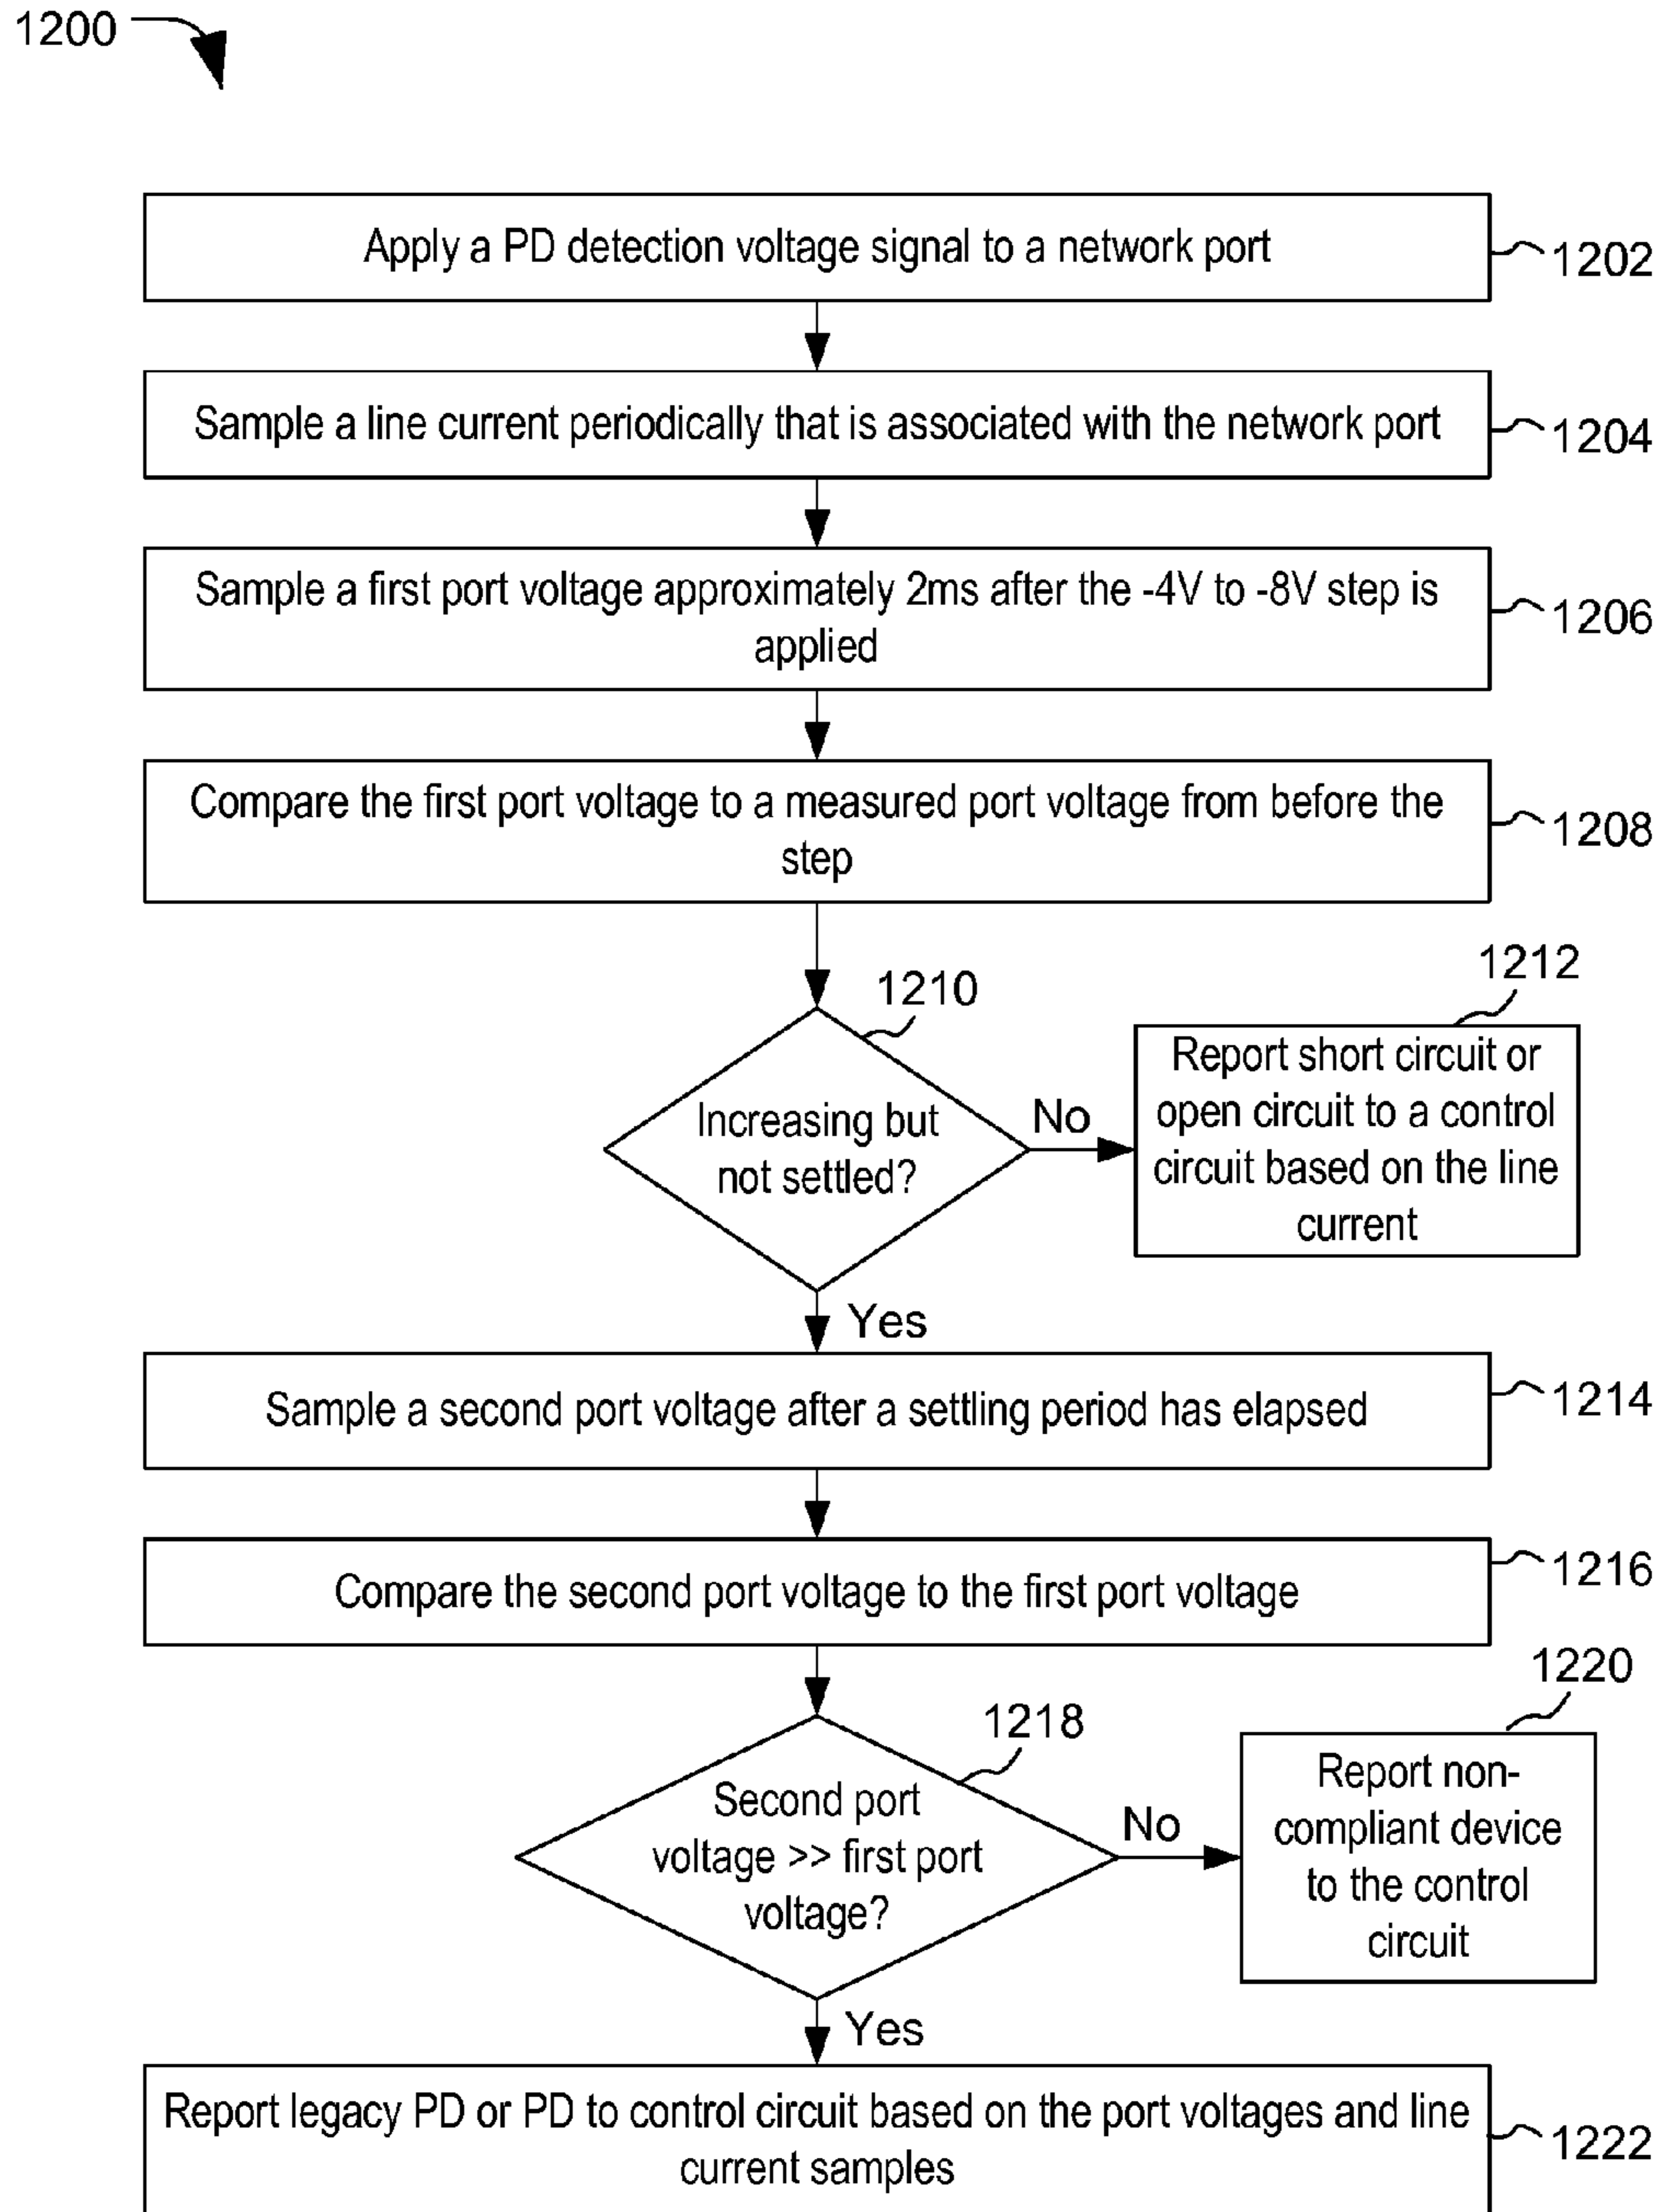 1200
Apply a PD detection voltage signal to a network port
1202
Sample a line current periodically that is associated with the network port
1204
Sample a first port voltage approximately 2ms after the -4V to -8V step is
applied
1206
Compare the first port voltage to a measured port voltage from before the
step
1208
1210
Increasing but
not settled?
No
1212
Report short circuit or
open circuit to a control
circuit based on the line
current
Yes
Sample a second port voltage after a settling period has elapsed
1214
Compare the second port voltage to the first port voltage
1216
1218
Second port
voltage >> first port
voltage?
No
1220
Report non-
compliant device
to the control
circuit
Yes
Report legacy PD or PD to control circuit based on the port voltages and line
current samples
1222